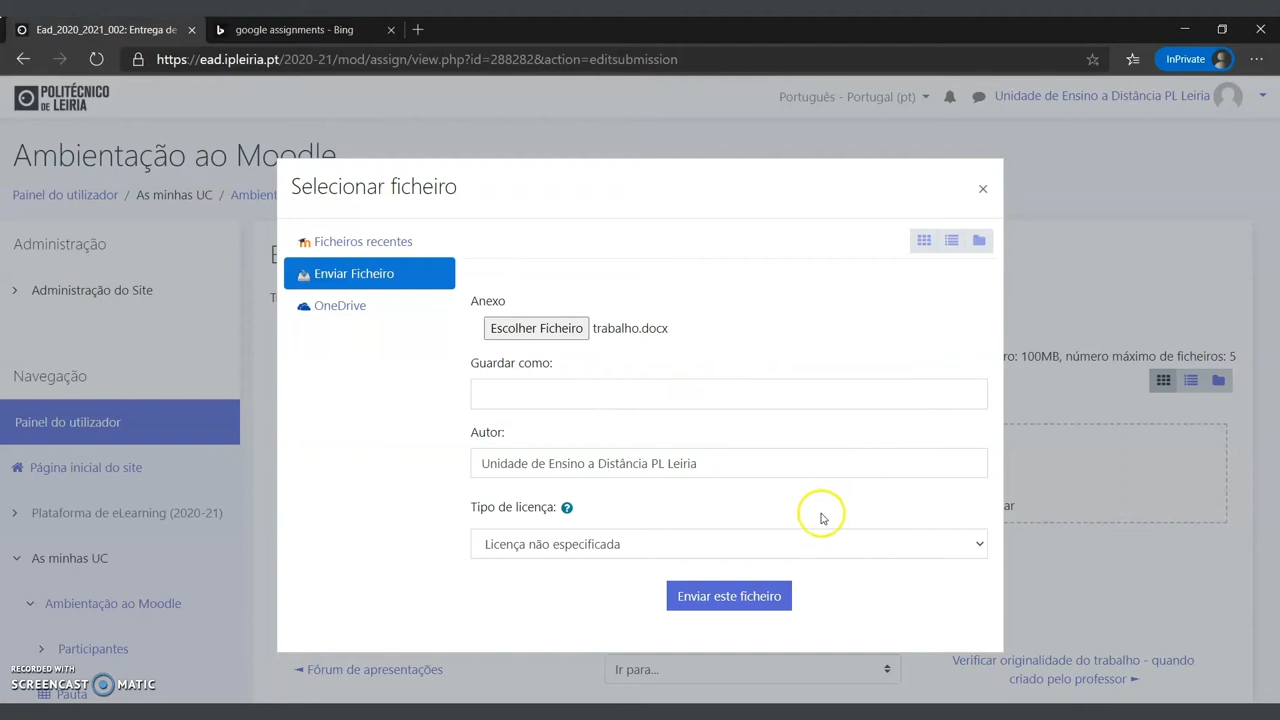 Ead_2020_2021_002: Entrega de
google assignments - Bing
https://ead.ipleiria.pt/2020-21/mod/assign/view.php?id=288282&action=editsubmission
InPrivate
POLITÉCNICO
DE LEIRIA
Português - Portugal (pt)
Unidade de Ensino a Distância PL Leiria
Ambientação ao Moodle
Painel do utilizador / As minhas UC / Ambient
Selecionar ficheiro
Administração
Administração do Site
Navegação
Painel do utilizador
Página inicial do site
Plataforma de eLearning (2020-21)
As minhas UC
Ambientação ao Moodle
Participantes
Pauta
Ficheiros recentes
Enviar Ficheiro
OneDrive
Anexo
Escolher Ficheiro trabalho.docx
Guardar como:
Autor:
Unidade de Ensino a Distância PL Leiria
Tipo de licença:
Licença não especificada
Enviar este ficheiro
ro: 100MB, número máximo de ficheiros: 5
ar
◄ Fórum de apresentações
Ir para...
Verificar originalidade do trabalho - quando
criado pelo professor ►
RECORDED WITH
SCREENCAST MATIC